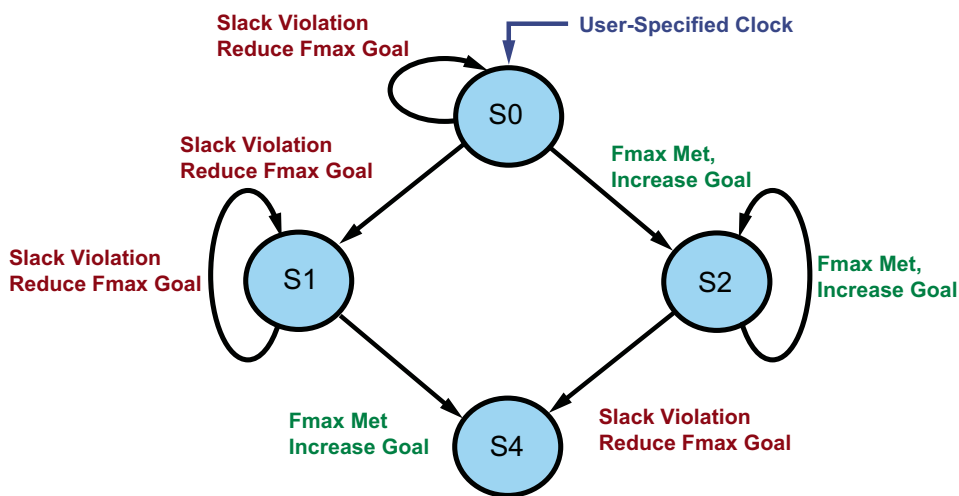 Slack Violation
Reduce Fmax Goal
User-Specified Clock
S0
Slack Violation
Reduce Fmax Goal
Fmax Met,
Increase Goal
Slack Violation
Reduce Fmax Goal
S1
S2
Fmax Met,
Increase Goal
Fmax Met
Increase Goal
S4
Slack Violation
Reduce Fmax Goal